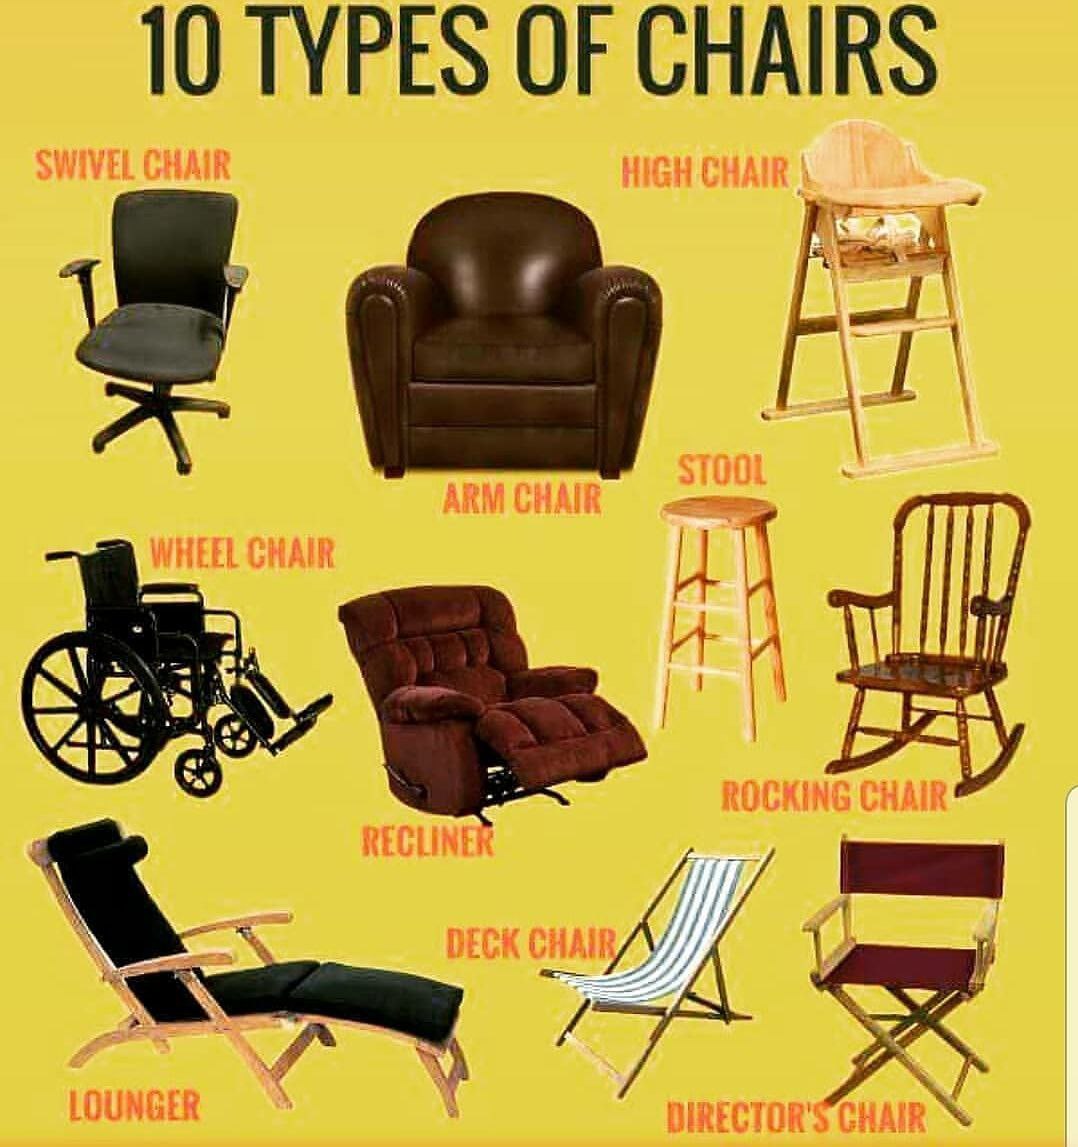 10 TYPES OF CHAIRS
SWIVEL CHAIR
HIGH CHAIR
ARM CHAIR
STOOL
WHEEL CHAIR
ROCKING CHAIR
RECLINER
DECK CHAIR
LOUNGER
DIRECTOR'S CHAIR